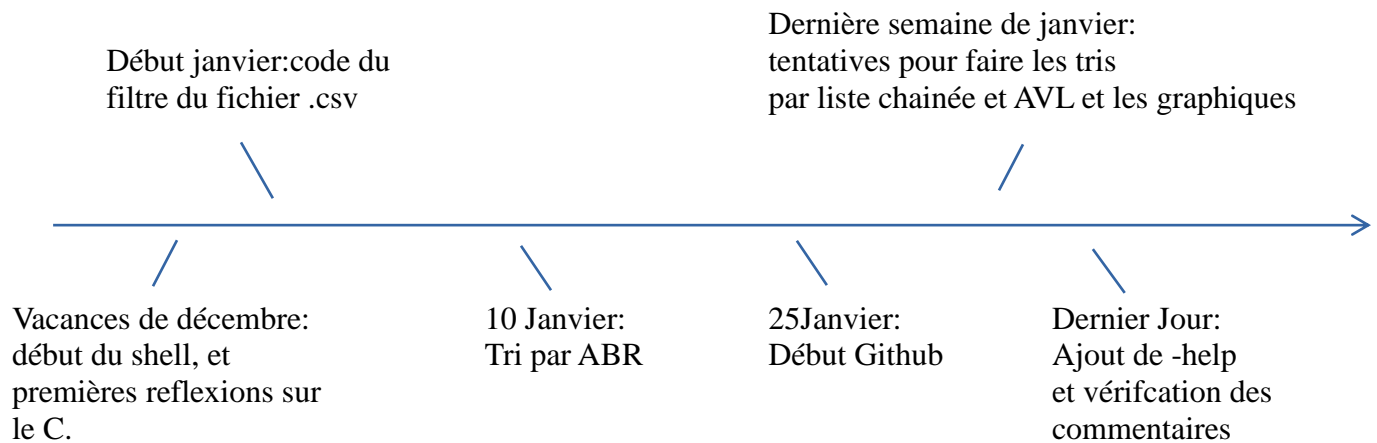 Début janvier:code du
filtre du fichier .csv
Dernière semaine de janvier:
tentatives pour faire les tris
par liste chainée et AVL et les graphiques
Vacances de décembre:
début du shell, et
premières reflexions sur
le C.
10 Janvier:
Tri par ABR
25Janvier:
Début Github
Dernier Jour:
Ajout de -help
et vérifcation des
commentaires